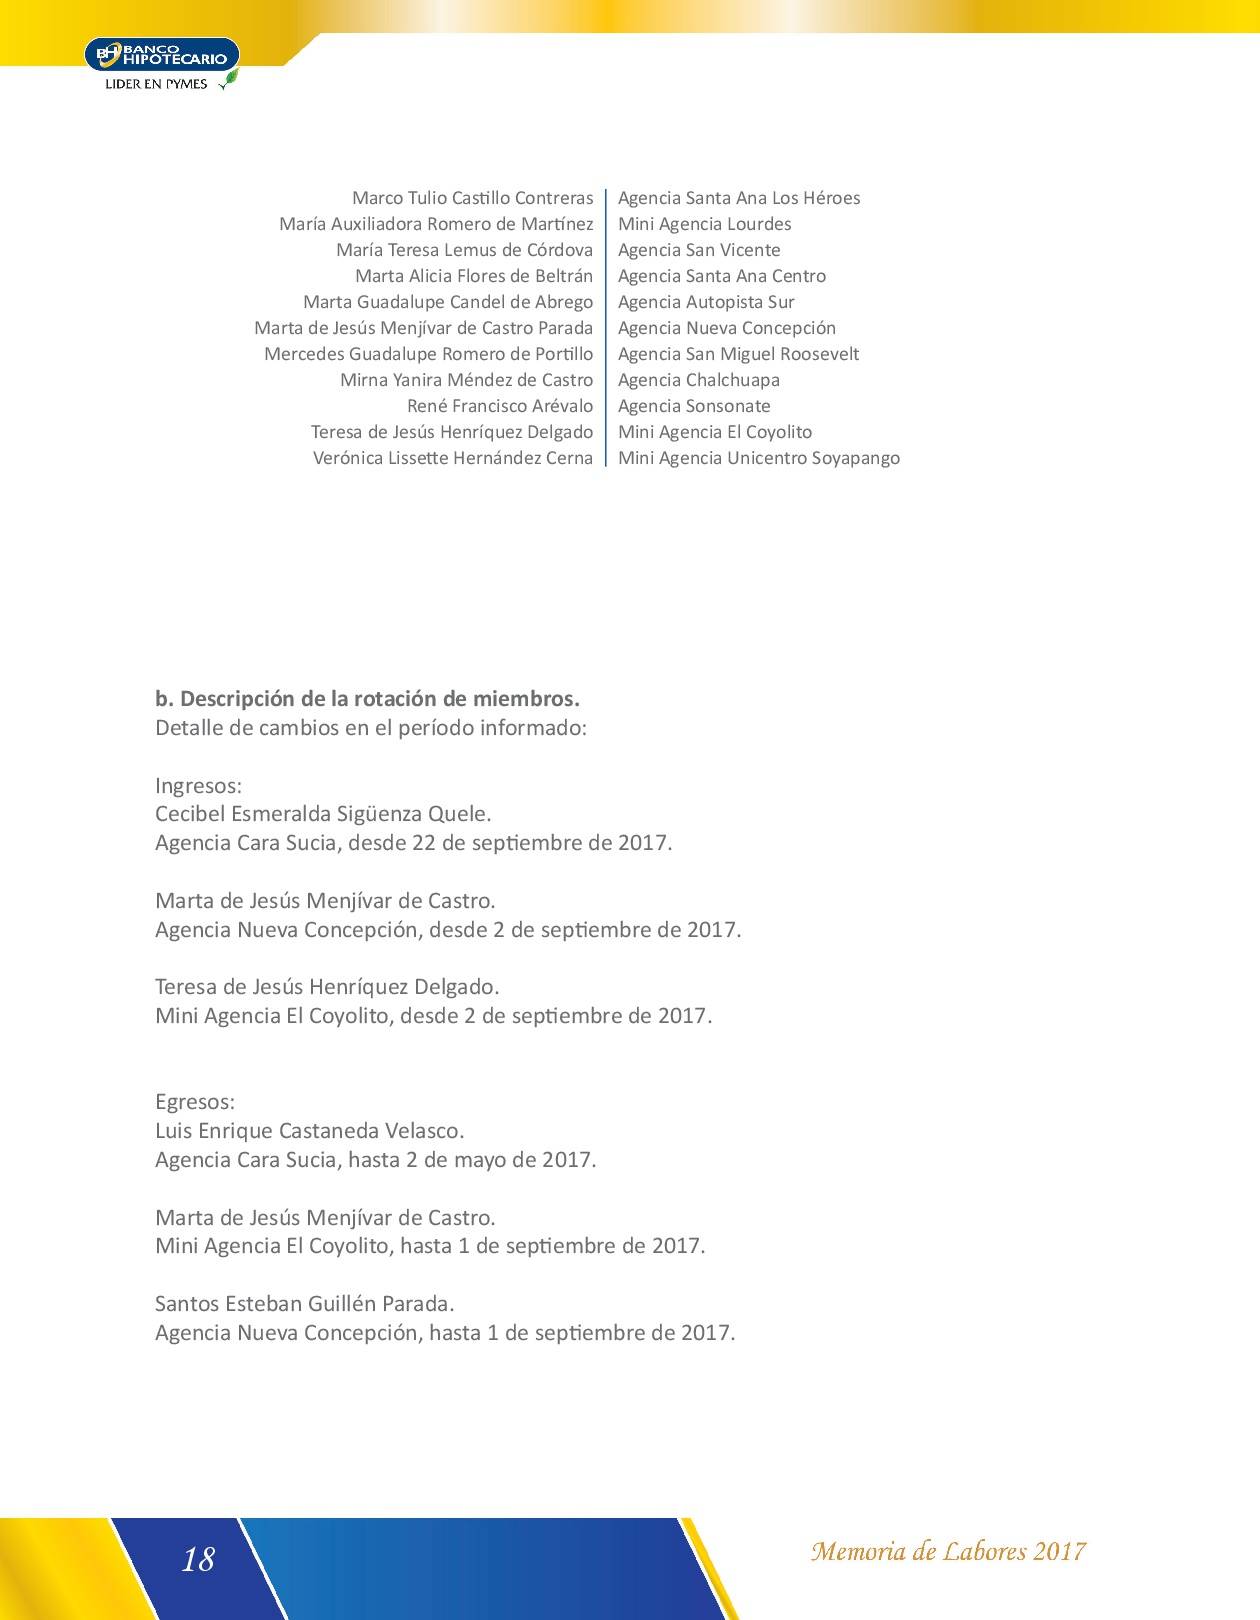 BH BANCO
HIPOTECARIO
LIDER EN PYMES
Marco Tulio Castillo Contreras Agencia Santa Ana Los Héroes
María Auxiliadora Romero de Martínez Mini Agencia Lourdes
María Teresa Lemus de Córdova Agencia San Vicente
Marta Alicia Flores de Beltrán Agencia Santa Ana Centro
Marta Guadalupe Candel de Abrego Agencia Autopista Sur
Marta de Jesús Menjívar de Castro Parada Agencia Nueva Concepción
Mercedes Guadalupe Romero de Portillo Agencia San Miguel Roosevelt
Mirna Yanira Méndez de Castro Agencia Chalchuapa
René Francisco Arévalo Agencia Sonsonate
Teresa de Jesús Henríquez Delgado Mini Agencia El Coyolito
Verónica Lissette Hernández Cerna Mini Agencia Unicentro Soyapango
b. Descripción de la rotación de miembros.
Detalle de cambios en el período informado:
Ingresos:
Cecibel Esmeralda Sigüenza Quele.
Agencia Cara Sucia, desde 22 de septiembre de 2017.
Marta de Jesús Menjívar de Castro.
Agencia Nueva Concepción, desde 2 de septiembre de 2017.
Teresa de Jesús Henríquez Delgado.
Mini Agencia El Coyolito, desde 2 de septiembre de 2017.
Egresos:
Luis Enrique Castaneda Velasco.
Agencia Cara Sucia, hasta 2 de mayo de 2017.
Marta de Jesús Menjívar de Castro.
Mini Agencia El Coyolito, hasta 1 de septiembre de 2017.
Santos Esteban Guillén Parada.
Agencia Nueva Concepción, hasta 1 de septiembre de 2017.
18
Memoria de Labores 2017